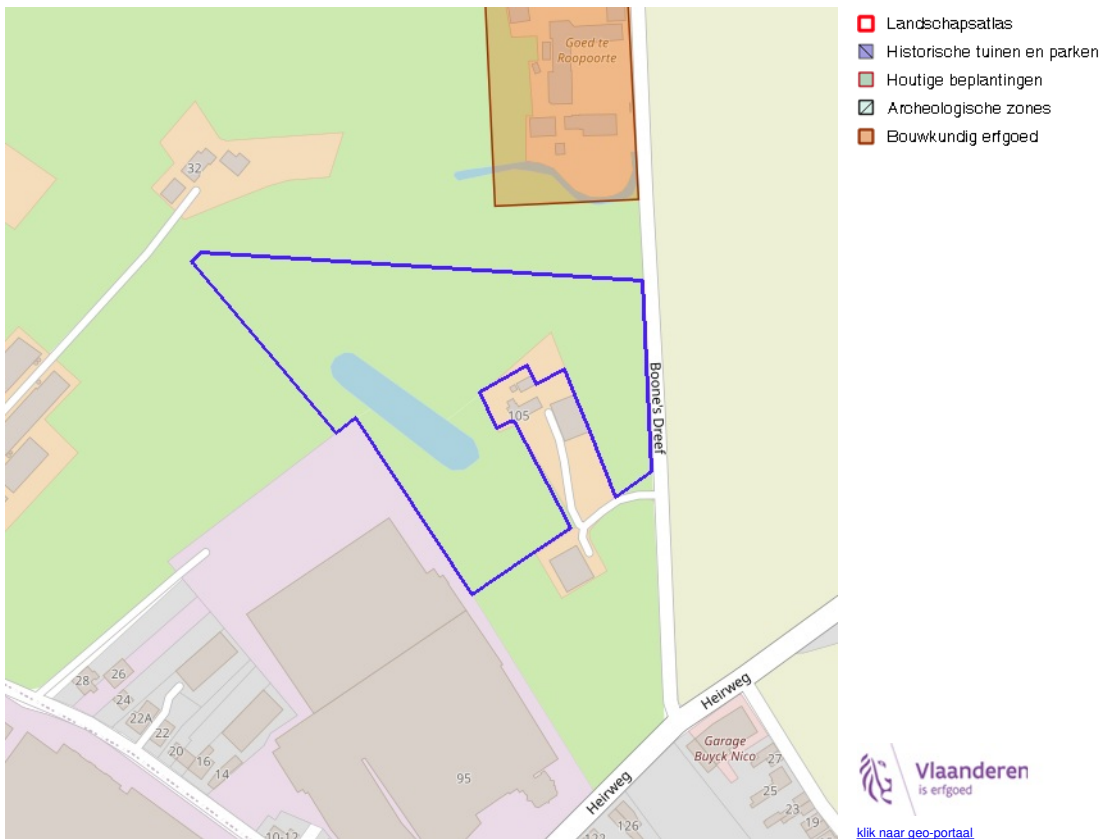 Goed te
Roopoorte
32
105
Boone's Dreef
28
26
24
22A
22
20
16
14
10-12
95
Heirweg
Heirweg
Garage
Buyck Nico
27
25
23
19
126
122
Landschapsatlas
Historische tuinen en parken
Houtige beplantingen
Archeologische zones
Bouwkundig erfgoed
Vlaanderen
is erfgoed
klik naar geo-portaal